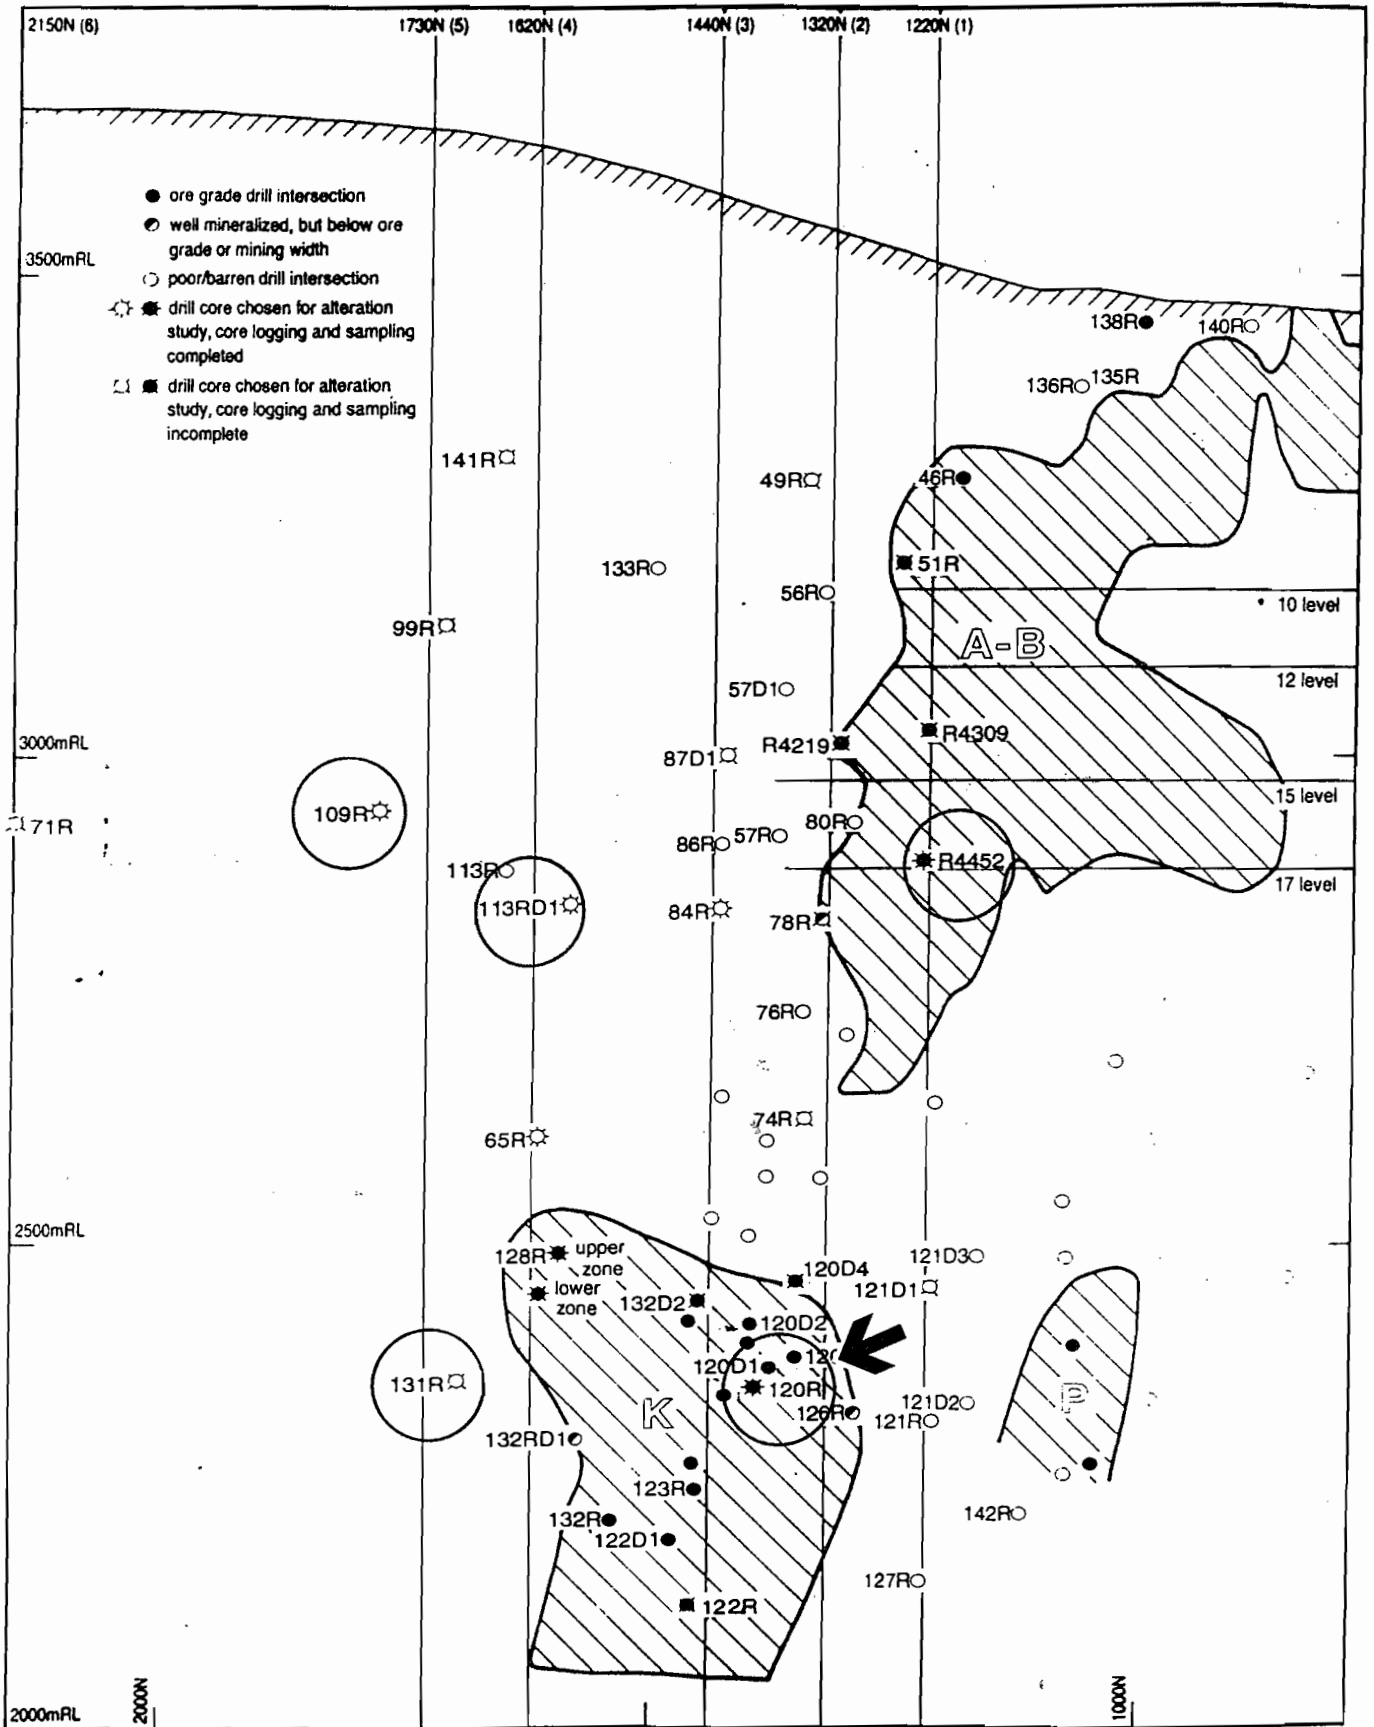 2150N (6)
1730N (5)
1620N (4)
1440N (3)
1320N (2)
1220N (1)
ore grade drill intersection
well mineralized, but below ore
grade or mining width
3500mRL
poor/barren drill intersection
drill core chosen for alteration
study, core logging and sampling
completed
drill core chosen for alteration
study, core logging and sampling
incomplete
138R
140R
136R
135R
141R
49R
46R
51R
133R
56R
10 level
99R
A-B
12 level
57D1
R4309
3000mRL
87D1
R4219
15 level
109R
71R
80R
57R
86R
R4452
113R
17 level
113RD1
84R
78R
76R
74R
65R
2500mRL
128R
upper
zone
121D3
120D4
121D1
lower
zone
132D2
120D2
120D1
131R
120R
121D2
P
K
126R
121R
132RD1
123R
132R
142R
122D1
127R
122R
2000mRL
2000N
1000N